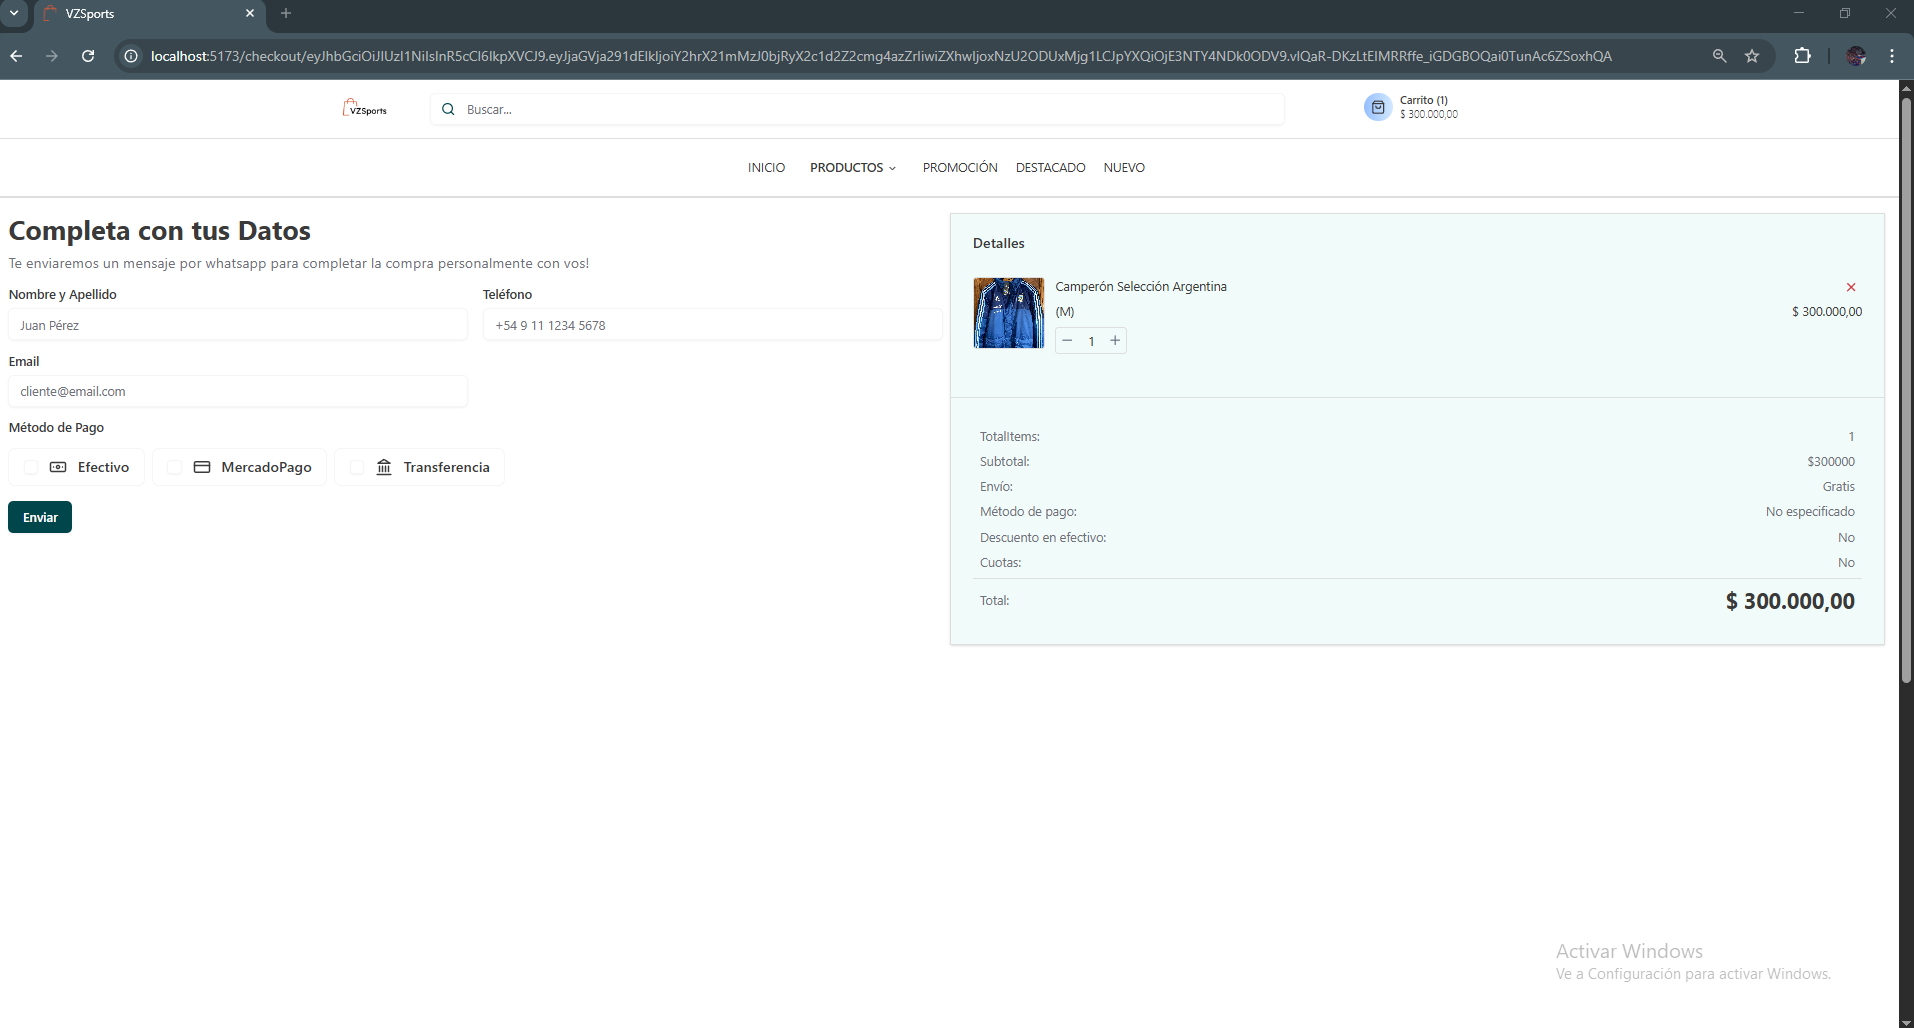 VZSports
localhost:5173/checkout/eyJhbGciOiJIUzI1NiIsInR5cCI6IkpXVCJ9.eyJjaGVja291dElkIjoiY2hrX21mMzJ0bjRyX2c1d2Z2cmg4azZrIiwiZXhwIjoxNzU2ODUxMjg1LCJpYXQiOjE3NTY4NDk0ODV9.vlQaR-DKzLtEIMRRffe_iGDGBOQai0TunAc6ZSoxhQA
VZSports
Buscar...
Carrito (1)
$ 300.000,00
INICIO PRODUCTOS PROMOCIÓN DESTACADO NUEVO
Completa con tus Datos
Te enviaremos un mensaje por whatsapp para completar la compra personalmente con vos!
Nombre y Apellido
Teléfono
Juan Pérez
+54 9 11 1234 5678
Email
cliente@email.com
Método de Pago
Efectivo
MercadoPago
Transferencia
Enviar
Detalles
Camperón Selección Argentina
(M)
$ 300.000,00
1
TotalItems: 1
Subtotal: $300000
Envío: Gratis
Método de pago: No especificado
Descuento en efectivo: No
Cuotas: No
Total: $ 300.000,00
Activar Windows
Ve a Configuración para activar Windows.